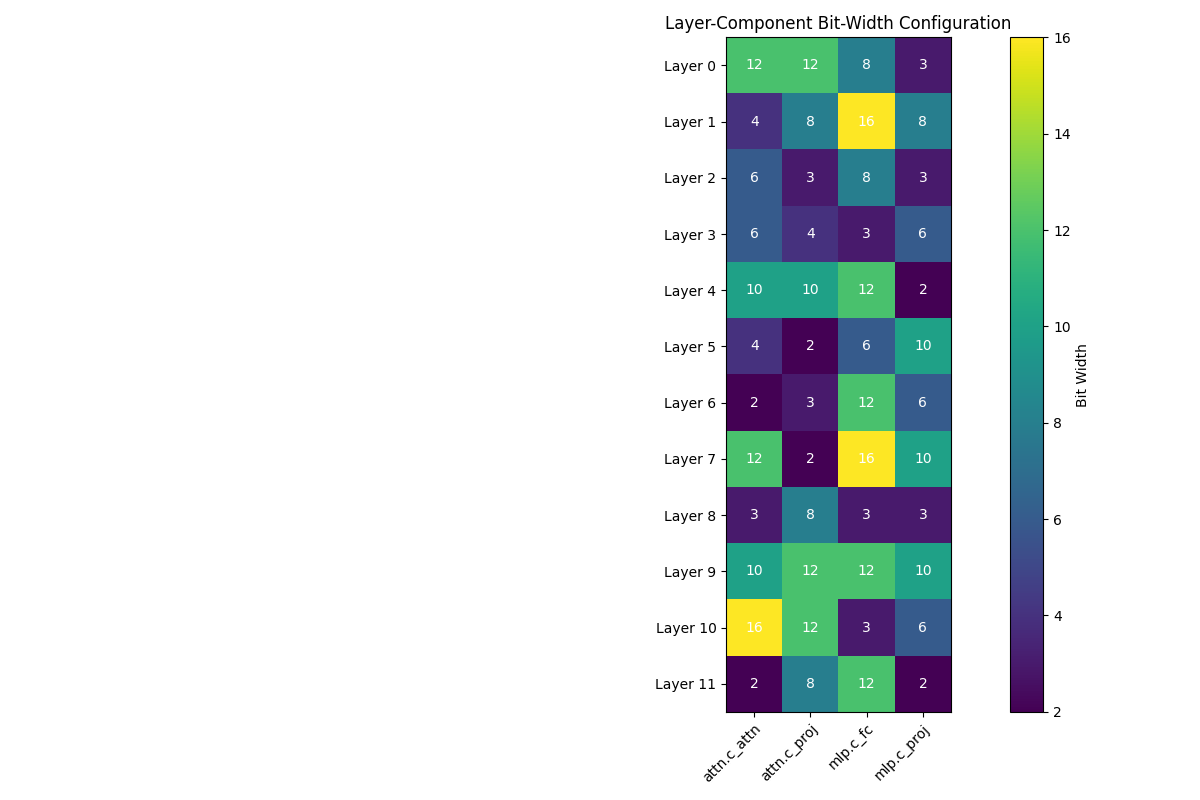 Layer-Component Bit-Width Configuration
Layer 0 12 12 8 3
Layer 1 4 8 16 8
Layer 2 6 3 8 3
Layer 3 6 4 3 6
Layer 4 10 10 12 2
Layer 5 4 2 6 10
Layer 6 2 3 12 6
Layer 7 12 2 16 10
Layer 8 3 8 3 3
Layer 9 10 12 12 10
Layer 10 16 12 3 6
Layer 11 2 8 12 2
attn.c_attn
attn.c_proj
mlp.c_fc
mlp.c_proj
16
14
12
10
8
6
4
2
Bit Width